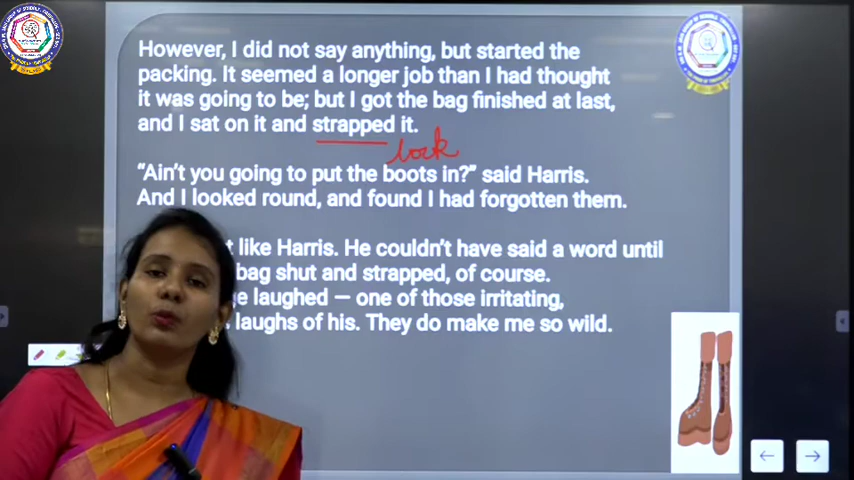 However, I did not say anything, but started the
packing. It seemed a longer job than I had thought
it was going to be; but I got the bag finished at last,
and I sat on it and strapped it.
lock
“Ain’t you going to put the boots in?” said Harris.
And I looked round, and found I had forgotten them.
like Harris. He couldn’t have said a word until
bag shut and strapped, of course.
laughed — one of those irritating,
laughs of his. They do make me so wild.